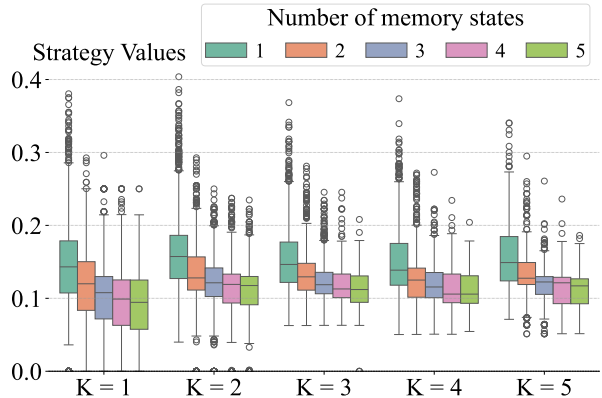 Number of memory states
1 2 3 4 5
Strategy Values
0.4
0.3
0.2
0.1
0.0
K = 1 K = 2 K = 3 K = 4 K = 5